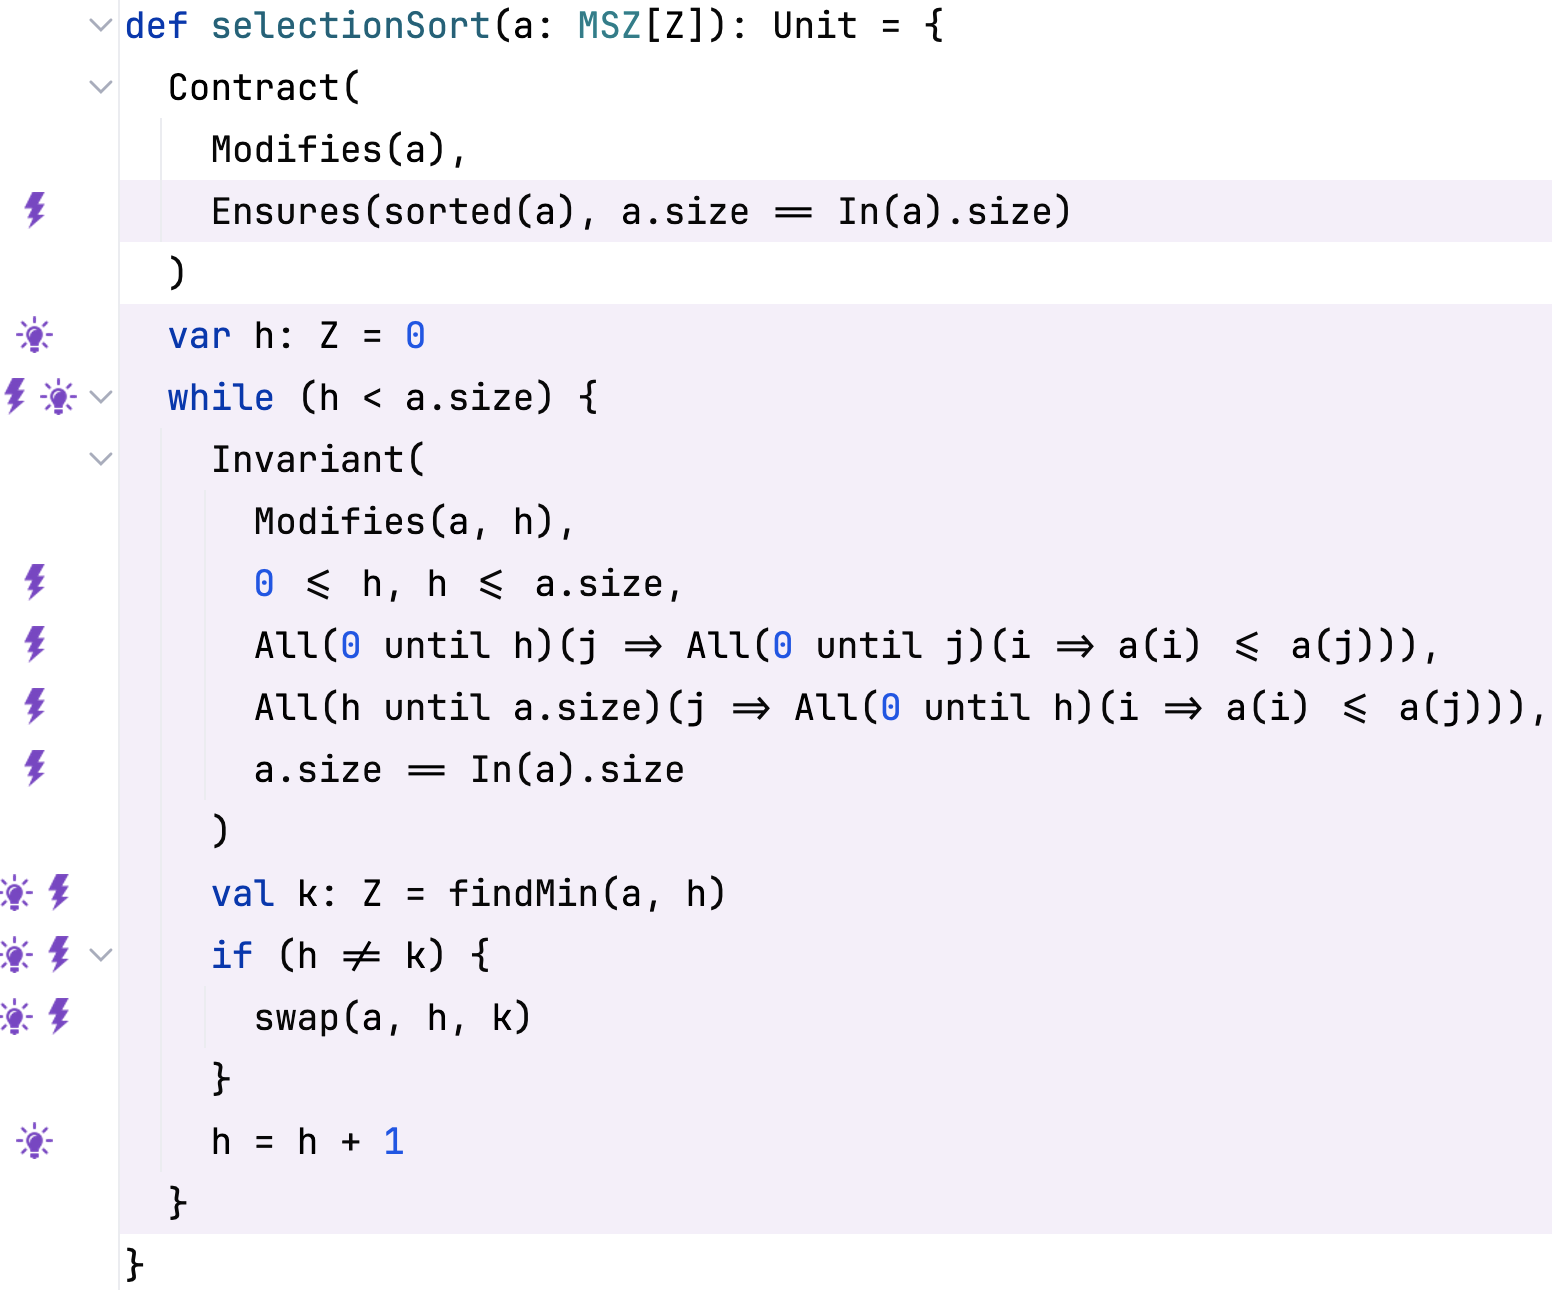 def selectionSort(a: MSZ[Z]): Unit = {
  Contract(
    Modifies(a),
    Ensures(sorted(a), a.size == In(a).size)
  )
  var h: Z = 0
  while (h < a.size) {
    Invariant(
      Modifies(a, h),
      0 <= h, h <= a.size,
      All(0 until h)(j => All(0 until j)(i => a(i) <= a(j))),
      All(h until a.size)(j => All(0 until h)(i => a(i) <= a(j))),
      a.size == In(a).size
    )
    val k: Z = findMin(a, h)
    if (h != k) {
      swap(a, h, k)
    }
    h = h + 1
  }
}